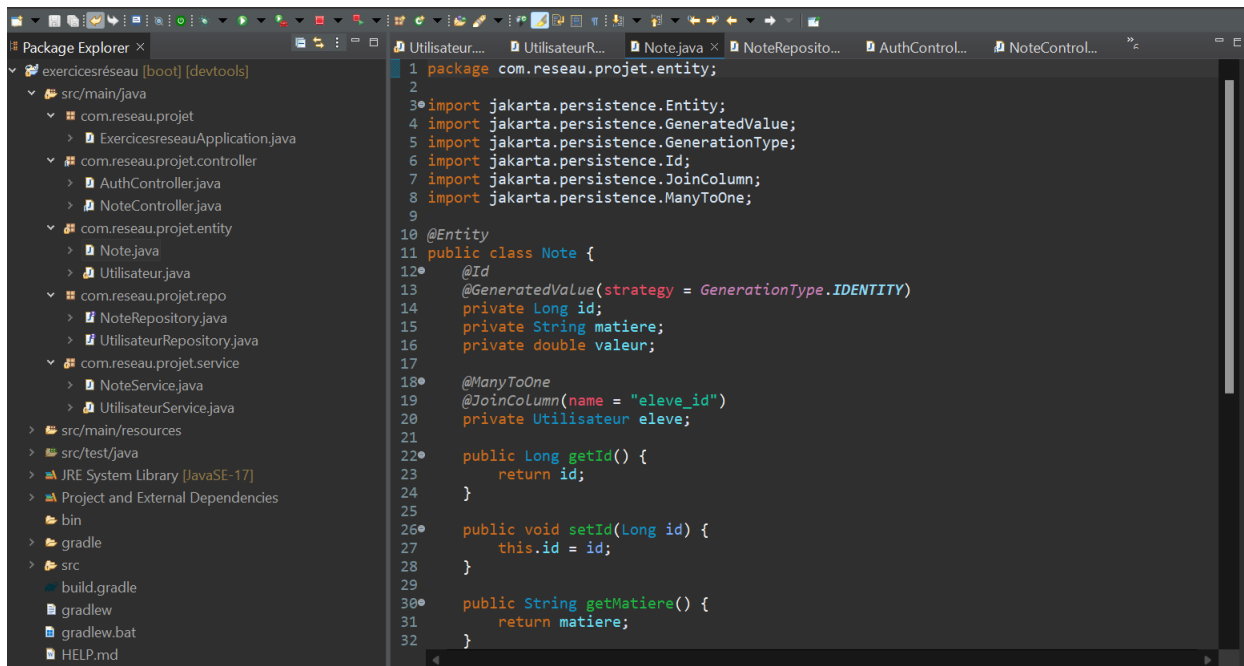 Package Explorer ×
exercicesréseau [boot] [devtools]
src/main/java
com.reseau.projet
ExercicesreseauApplication.java
com.reseau.projet.controller
AuthController.java
NoteController.java
com.reseau.projet.entity
Note.java
Utilisateur.java
com.reseau.projet.repo
NoteRepository.java
UtilisateurRepository.java
com.reseau.projet.service
NoteService.java
UtilisateurService.java
src/main/resources
src/test/java
JRE System Library [JavaSE-17]
Project and External Dependencies
bin
gradle
src
build.gradle
gradlew
gradlew.bat
HELP.md
Utilisateur.... UtilisateurR... Note.java × NoteReposito... AuthControl... NoteControl...
1 package com.reseau.projet.entity;
2
3 import jakarta.persistence.Entity;
4 import jakarta.persistence.GeneratedValue;
5 import jakarta.persistence.GenerationType;
6 import jakarta.persistence.Id;
7 import jakarta.persistence.JoinColumn;
8 import jakarta.persistence.ManyToOne;
9
10 @Entity
11 public class Note {
12 @Id
13 @GeneratedValue(strategy = GenerationType.IDENTITY)
14 private Long id;
15 private String matiere;
16 private double valeur;
17
18 @ManyToOne
19 @JoinColumn(name = "eleve_id")
20 private Utilisateur eleve;
21
22 public Long getId() {
23 return id;
24 }
25
26 public void setId(Long id) {
27 this.id = id;
28 }
29
30 public String getMatiere() {
31 return matiere;
32 }